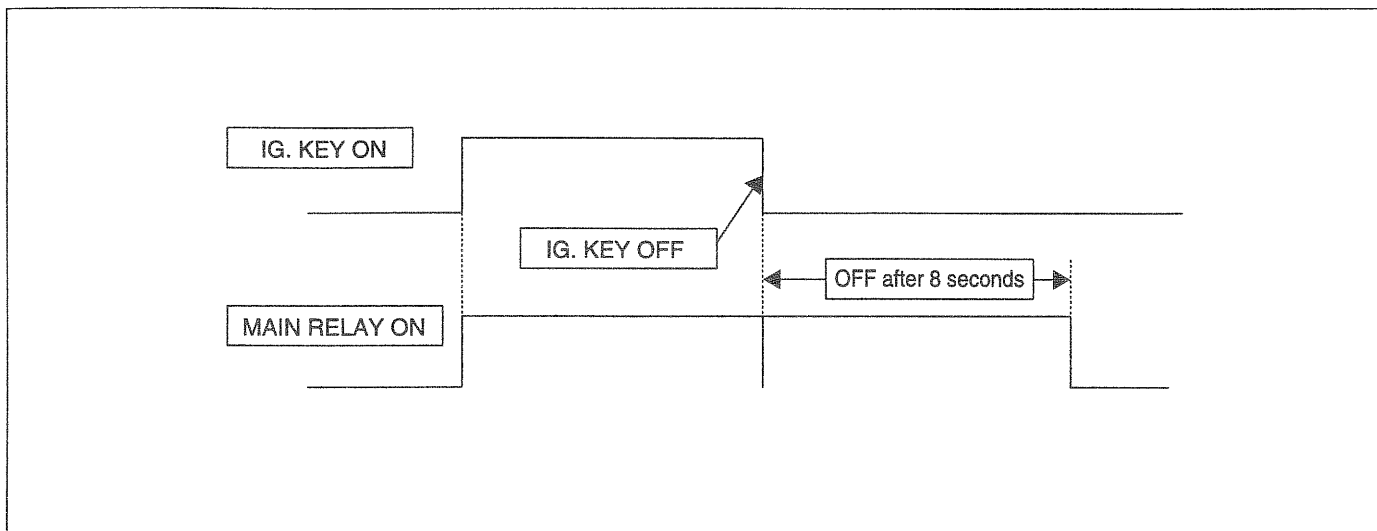 IG. KEY ON
IG. KEY OFF
OFF after 8 seconds
MAIN RELAY ON